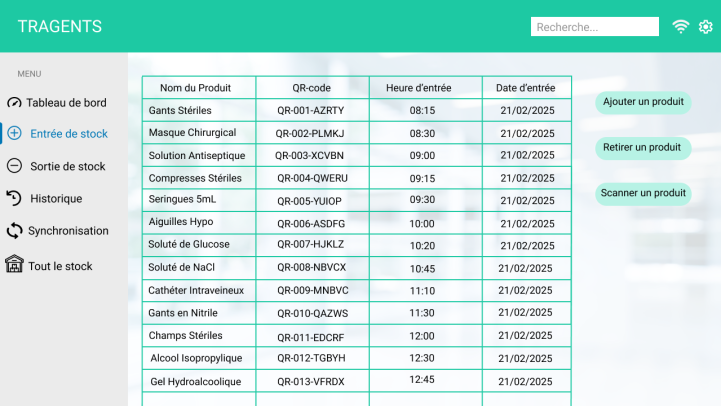 TRAGENTS
Recherche...
MENU
Tableau de bord
Entrée de stock
Sortie de stock
Historique
Synchronisation
Tout le stock
Nom du Produit QR-code Heure d'entrée Date d'entrée
Gants Stériles QR-001-AZRTY 08:15 21/02/2025
Masque Chirurgical QR-002-PLMKJ 08:30 21/02/2025
Solution Antiseptique QR-003-XCVBN 09:00 21/02/2025
Compresses Stériles QR-004-QWERU 09:15 21/02/2025
Seringues 5mL QR-005-YUIOP 09:30 21/02/2025
Aiguilles Hypo QR-006-ASDFG 10:00 21/02/2025
Soluté de Glucose QR-007-HJKLZ 10:20 21/02/2025
Soluté de NaCl QR-008-NBVCX 10:45 21/02/2025
Cathéter Intraveineux QR-009-MNBVC 11:10 21/02/2025
Gants en Nitrile QR-010-QAZWS 11:30 21/02/2025
Champs Stériles QR-011-EDCRF 12:00 21/02/2025
Alcool Isopropylique QR-012-TGBYH 12:30 21/02/2025
Gel Hydroalcoolique QR-013-VFRDX 12:45 21/02/2025
Ajouter un produit
Retirer un produit
Scanner un produit